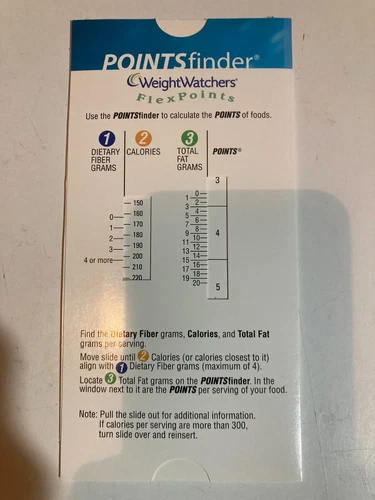 POINTSfinder®
WeightWatchers®
FlexPoints
Use the POINTSfinder to calculate the POINTS of foods.
1 2 3
DIETARY FIBER GRAMS
CALORIES
TOTAL FAT GRAMS
POINTS®
0
1
2
3
4 or more
150
160
170
180
190
200
210
220
0
1
2
3
4
5
6
7
8
9
10
11
12
13
14
15
16
17
18
19
20
3
4
5
Find the Dietary Fiber grams, Calories, and Total Fat
grams per serving.
Move slide until 2 Calories (or calories closest to it)
align with 1 Dietary Fiber grams (maximum of 4).
Locate 3 Total Fat grams on the POINTSfinder. In the
window next to it are the POINTS per serving of your food.
Note: Pull the slide out for additional information.
If calories per serving are more than 300,
turn slide over and reinsert.